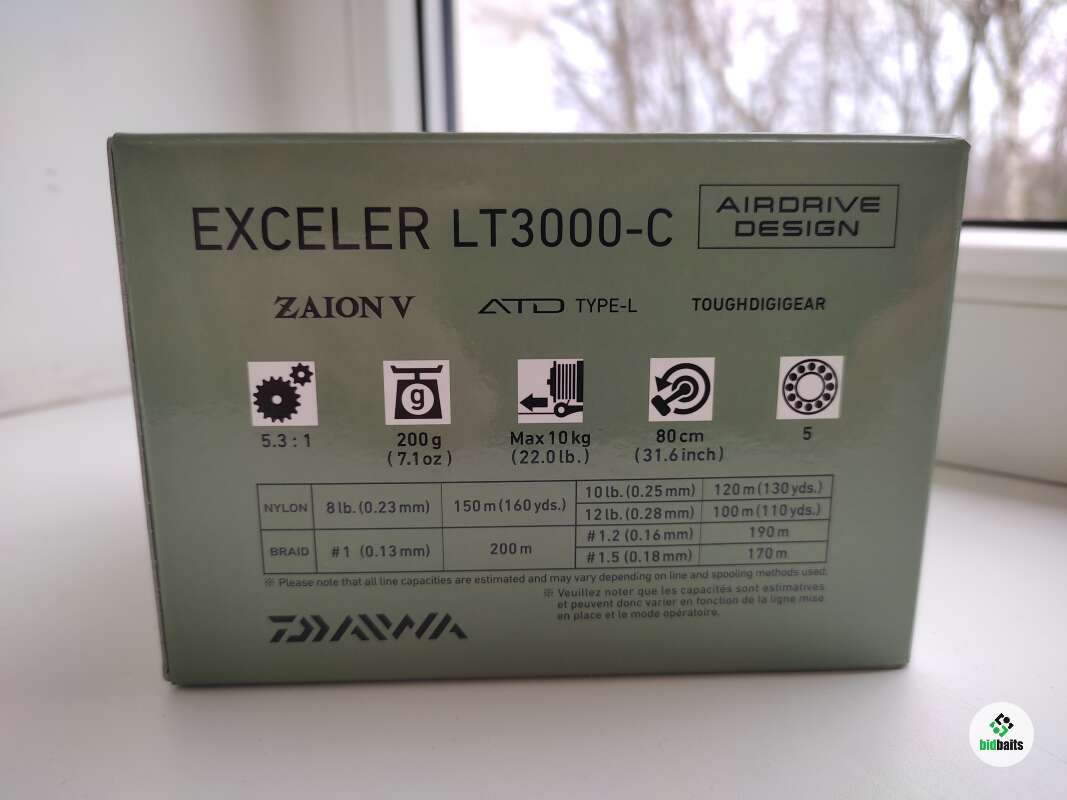 EXCELER LT3000-C
AIRDRIVE
DESIGN
ZAION V
ATD TYPE-L
TOUGHDIGIGEAR
g
5.3 : 1
200 g
(7.1 oz)
Max 10 kg
(22.0 lb.)
80 cm
(31.6 inch)
5
NYLON 8 lb. (0.23 mm) 150 m (160 yds.) 10 lb. (0.25 mm) 120 m (130 yds.)
12 lb. (0.28 mm) 100 m (110 yds.)
BRAID #1 (0.13 mm) 200 m #1.2 (0.16 mm) 190 m
#1.5 (0.18 mm) 170 m
※ Please note that all line capacities are estimated and may vary depending on line and spooling methods used.
※ Veuillez noter que les capacités sont estimatives
et peuvent donc varier en fonction de la ligne mise
en place et le mode opératoire.
DAIWA
bidbaits